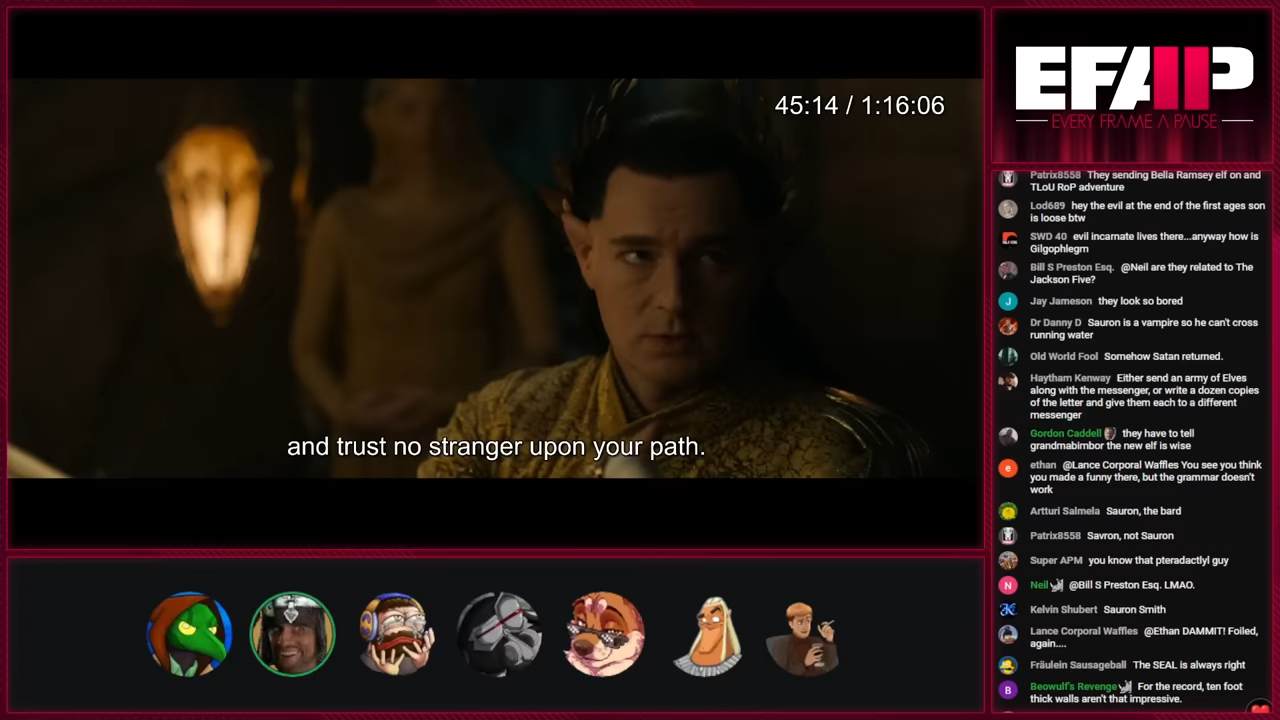 45:14 / 1:16:06
and trust no stranger upon your path.
EFAP
EVERY FRAME A PAUSE
Patrix8558 They sending Bella Ramsey elf on and
TLoU RoP adventure
Lod689 hey the evil at the end of the first ages son
is loose btw
SWD 40 evil incarnate lives there...anyway how is
Gilgophlegm
Bill S Preston Esq. @Neil are they related to The
Jackson Five?
J
Jay Jameson they look so bored
Dr Danny D Sauron is a vampire so he can't cross
running water
Old World Fool Somehow Satan returned.
Haytham Kenway Either send an army of Elves
along with the messenger, or write a dozen copies
of the letter and give them each to a different
messenger
Gordon Caddell they have to tell
grandmabimbor the new elf is wise
e
ethan @Lance Corporal Waffles You see you think
you made a funny there, but the grammar doesn't
work
Artturi Salmela Sauron, the bard
Patrix8558 Savron, not Sauron
Super APM you know that pteradactlyl guy
N
Neil @Bill S Preston Esq. LMAO.
Kelvin Shubert Sauron Smith
Lance Corporal Waffles @Ethan DAMMIT! Foiled,
again....
Fräulein Sausageball The SEAL is always right
B
Beowulf's Revenge For the record, ten foot
thick walls aren't that impressive.